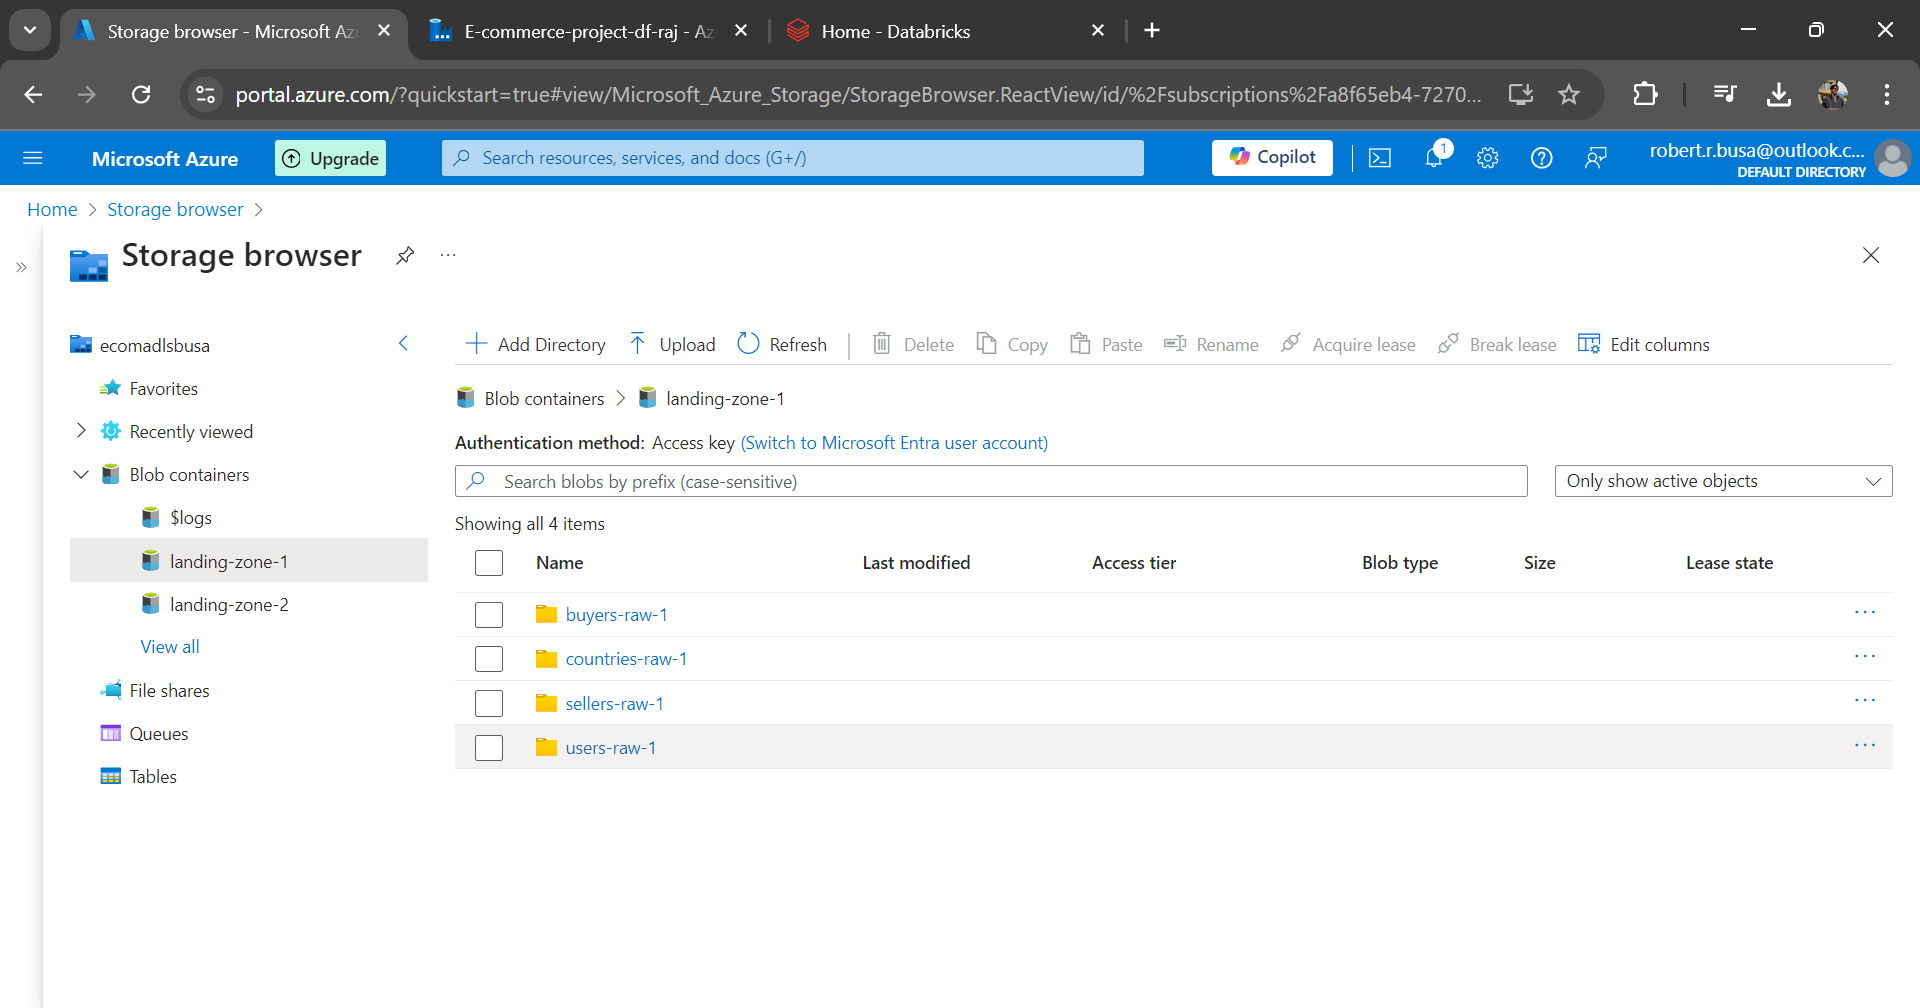 Storage browser - Microsoft Az
E-commerce-project-df-raj - Az
Home - Databricks
portal.azure.com/?quickstart=true#view/Microsoft_Azure_Storage/StorageBrowser.ReactView/id/%2Fsubscriptions%2Fa8f65eb4-7270...
Microsoft Azure
Upgrade
Search resources, services, and docs (G+/)
Copilot
1
robert.r.busa@outlook.c...
DEFAULT DIRECTORY
Home > Storage browser >
Storage browser
...
ecomadlsbusa
Favorites
Recently viewed
Blob containers
$logs
landing-zone-1
landing-zone-2
View all
File shares
Queues
Tables
Add Directory
Upload
Refresh
Delete
Copy
Paste
Rename
Acquire lease
Break lease
Edit columns
Blob containers > landing-zone-1
Authentication method: Access key (Switch to Microsoft Entra user account)
Search blobs by prefix (case-sensitive)
Only show active objects
Showing all 4 items
Name Last modified Access tier Blob type Size Lease state
buyers-raw-1 ...
countries-raw-1 ...
sellers-raw-1 ...
users-raw-1 ...